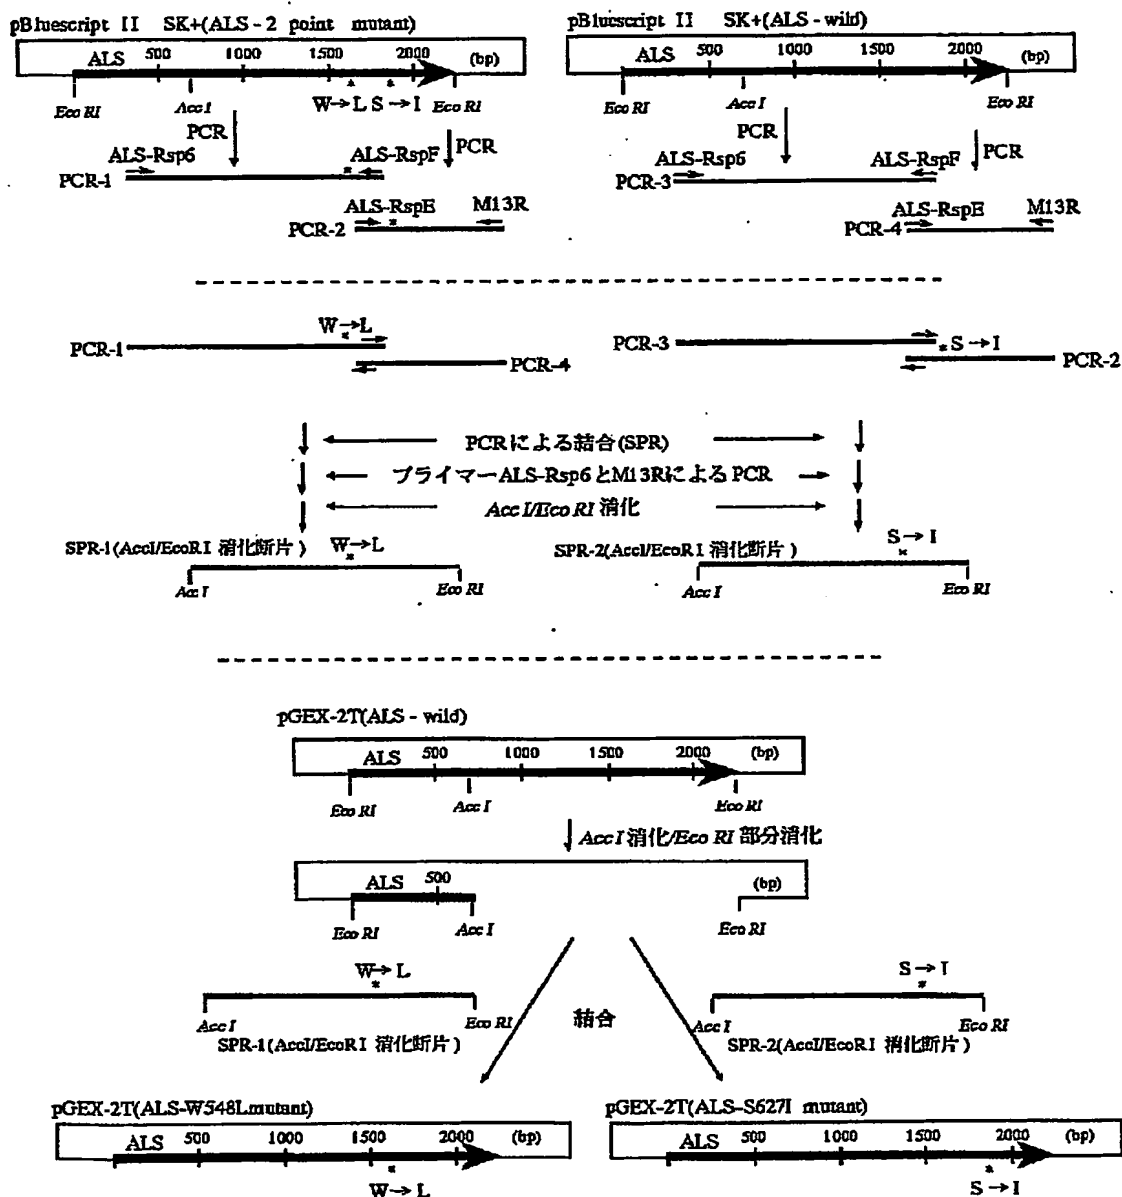 pBluescript II SK+(ALS - 2 point mutant)
ALS 500 1000 1500 2000 (bp)
Eco RI Acc I W→L S→I Eco RI
PCR PCR
ALS-Rsp6 ALS-RspF
PCR-1
ALS-RspE M13R
PCR-2
pBluescript II SK+(ALS - wild)
ALS 500 1000 1500 2000 (bp)
Eco RI Acc I Eco RI
PCR PCR
ALS-Rsp6 ALS-RspF
PCR-3
ALS-RspE M13R
PCR-4
W→L
PCR-1
PCR-4
PCR-3
S→I
PCR-2
PCRによる結合(SPR)
プライマーALS-Rsp6とM13RによるPCR
Acc I/Eco RI 消化
SPR-1(AccI/EcoRI 消化断片) W→L
Acc I Eco RI
SPR-2(AccI/EcoRI 消化断片) S→I
Acc I Eco RI
pGEX-2T(ALS - wild)
ALS 500 1000 1500 2000 (bp)
Eco RI Acc I Eco RI
Acc I 消化/Eco RI 部分消化
ALS 500 (bp)
Eco RI Acc I Eco RI
W→L
Acc I Eco RI
SPR-1(AccI/EcoRI 消化断片)
結合
S→I
Acc I Eco RI
SPR-2(AccI/EcoRI 消化断片)
pGEX-2T(ALS-W548Lmutant)
ALS 500 1000 1500 2000 (bp)
W→L
pGEX-2T(ALS-S627I mutant)
ALS 500 1000 1500 2000 (bp)
S→I